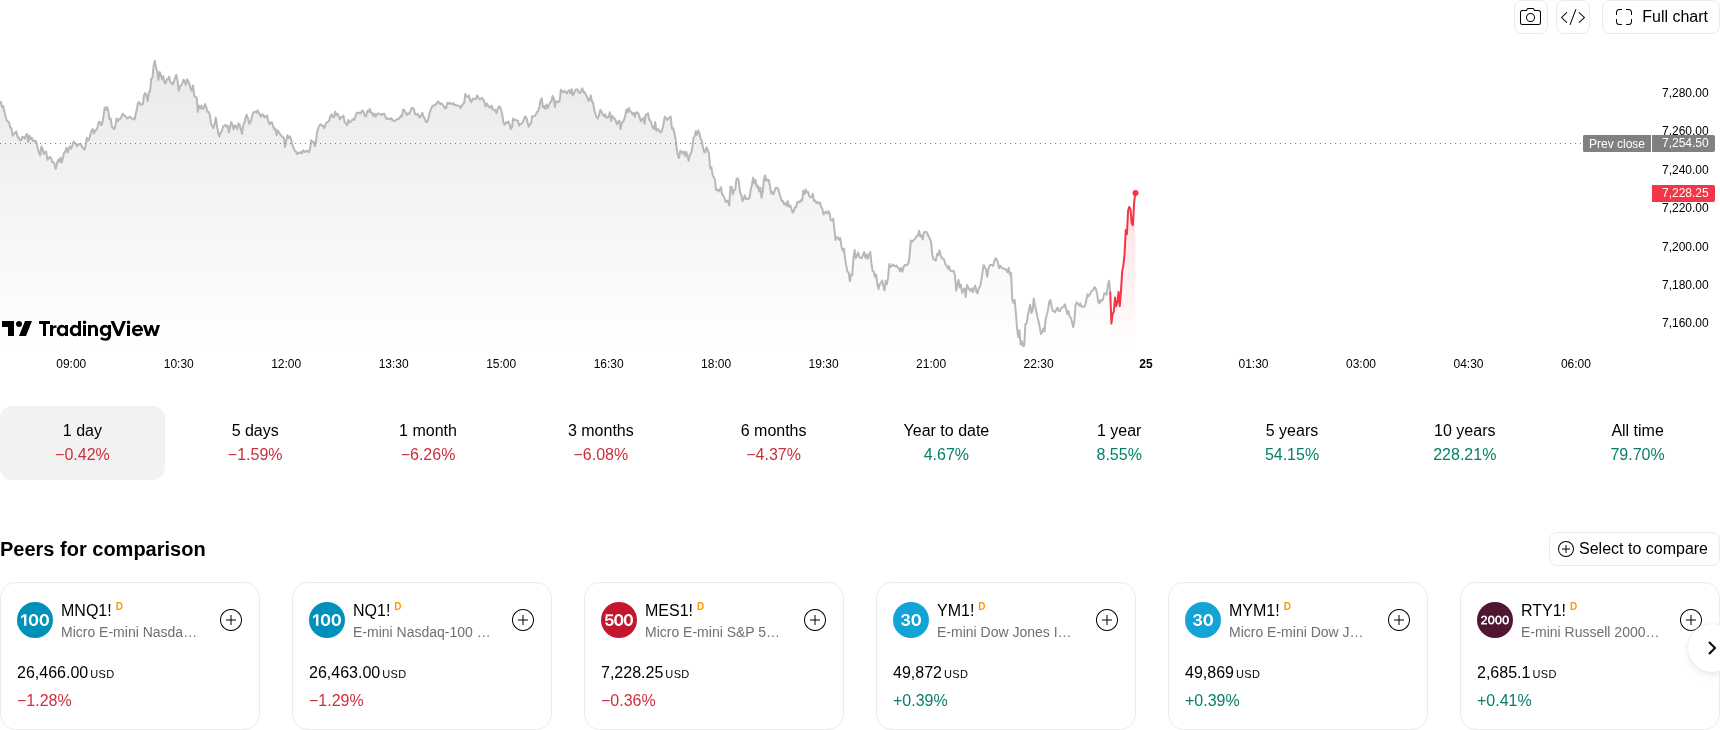 Full chart
7,280.00
7,260.00
Prev close 7,254.50
7,240.00
7,228.25
7,220.00
7,200.00
7,180.00
7,160.00
TradingView
09:00 10:30 12:00 13:30 15:00 16:30 18:00 19:30 21:00 22:30 25 01:30 03:00 04:30 06:00
1 day 5 days 1 month 3 months 6 months Year to date 1 year 5 years 10 years All time
−0.42% −1.59% −6.26% −6.08% −4.37% 4.67% 8.55% 54.15% 228.21% 79.70%
Peers for comparison
Select to compare
100 MNQ1! D
Micro E-mini Nasda…
26,466.00 USD
−1.28%
100 NQ1! D
E-mini Nasdaq-100 …
26,463.00 USD
−1.29%
500 MES1! D
Micro E-mini S&P 5…
7,228.25 USD
−0.36%
30 YM1! D
E-mini Dow Jones I…
49,872 USD
+0.39%
30 MYM1! D
Micro E-mini Dow J…
49,869 USD
+0.39%
2000 RTY1! D
E-mini Russell 2000…
2,685.1 USD
+0.41%